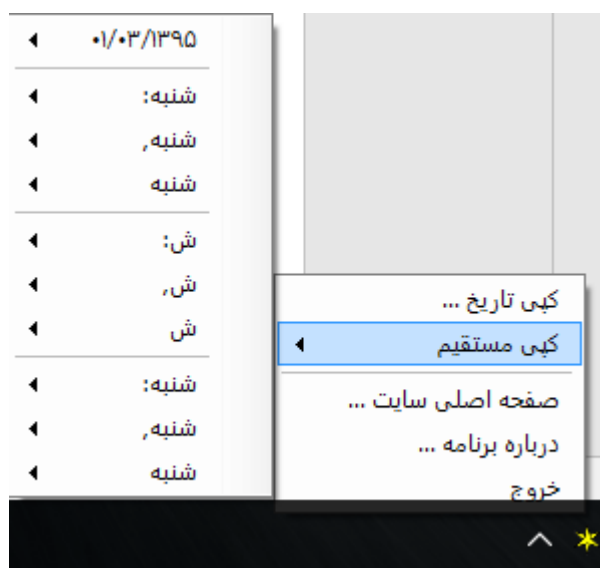 کپی تاریخ ...
کپی مستقیم
صفحه اصلی سایت ...
درباره برنامه ...
خروج
۰۱/۰۳/۱۳۹۵
شنبه:
شنبه,
شنبه
ش:
ش,
ش
شنبه:
شنبه,
شنبه